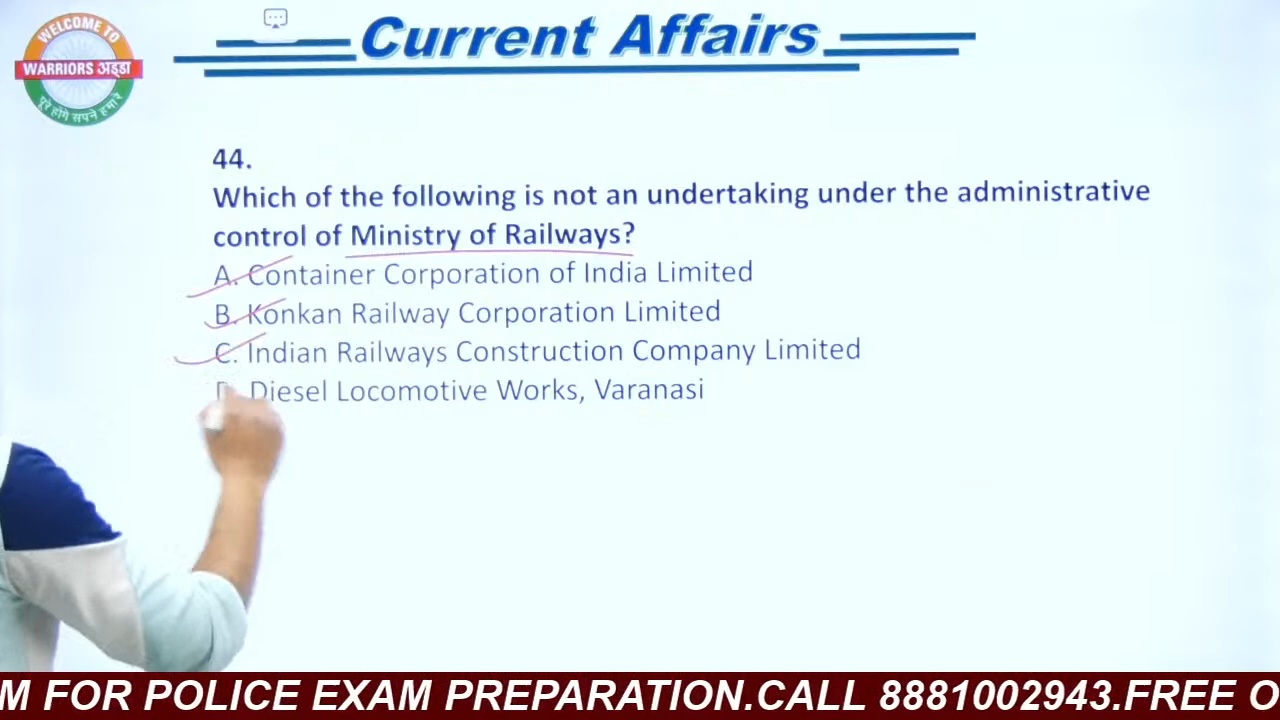 WELCOME TO
WARRIORS अड्डा
पूरे होंगे सपने हमारे
Current Affairs
44.
Which of the following is not an undertaking under the administrative
control of Ministry of Railways?
A. Container Corporation of India Limited
B. Konkan Railway Corporation Limited
C. Indian Railways Construction Company Limited
D. Diesel Locomotive Works, Varanasi
M FOR POLICE EXAM PREPARATION.CALL 8881002943.FREE O